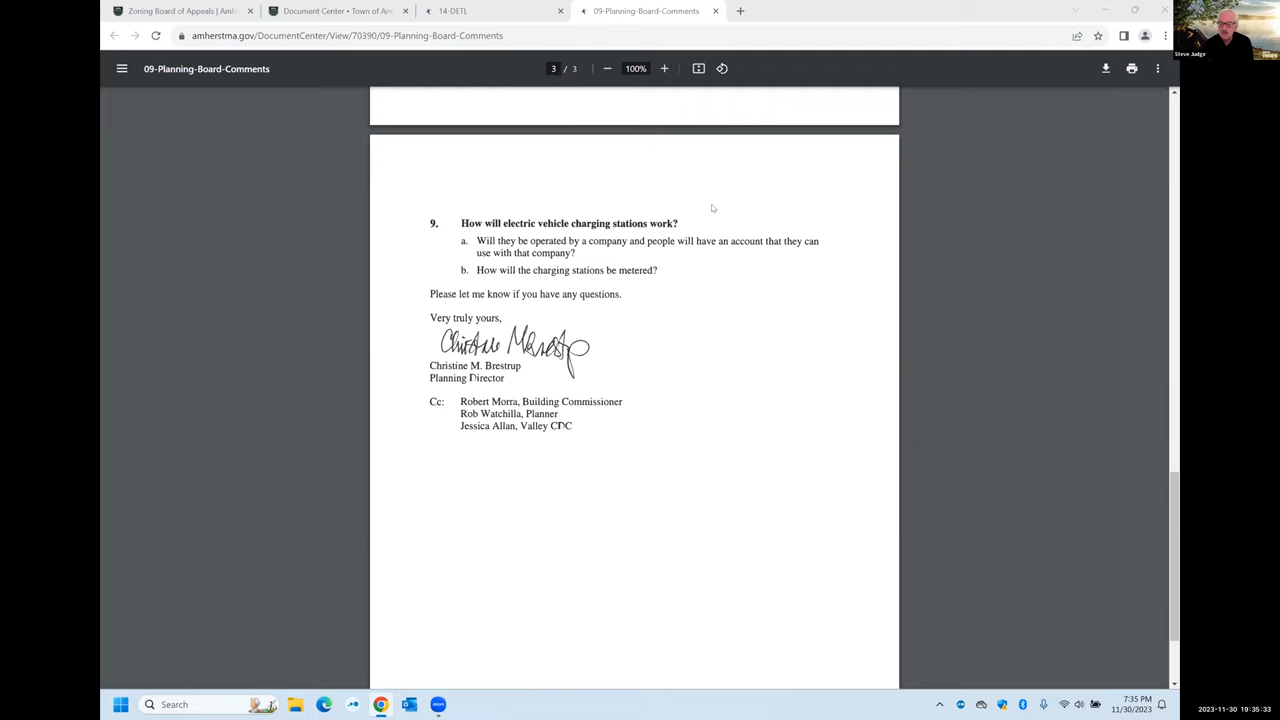 Zoning Board of Appeals | Amh
Document Center • Town of Am
14-DETL
09-Planning-Board-Comments
amherstma.gov/DocumentCenter/View/70390/09-Planning-Board-Comments
09-Planning-Board-Comments
3 / 3
100%
Steve Judge
9. How will electric vehicle charging stations work?
a. Will they be operated by a company and people will have an account that they can
use with that company?
b. How will the charging stations be metered?
Please let me know if you have any questions.
Very truly yours,
Christine M. Brestrup
Planning Director
Cc: Robert Morra, Building Commissioner
Rob Watchilla, Planner
Jessica Allan, Valley CDC
Search
zoom
7:35 PM
11/30/2023
2023-11-30 19:35:33